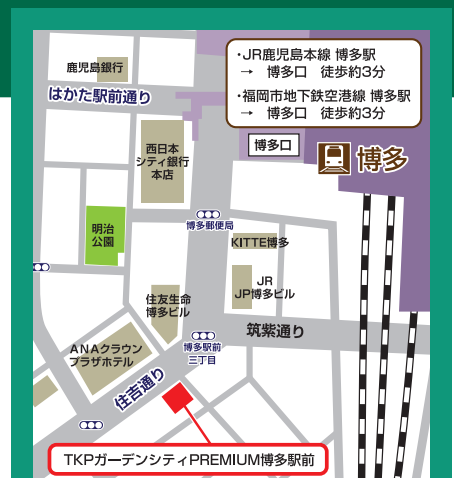 ・JR鹿児島本線 博多駅
→ 博多口 徒歩約3分
・福岡市地下鉄空港線 博多駅
→ 博多口 徒歩約3分
鹿児島銀行
はかた駅前通り
西日本
シティ銀行
本店
博多口
博多
明治
公園
博多郵便局
KITTE博多
JR
JP博多ビル
住友生命
博多ビル
筑紫通り
博多駅前
三丁目
ANAクラウン
プラザホテル
住吉通り
TKPガーデンシティPREMIUM博多駅前